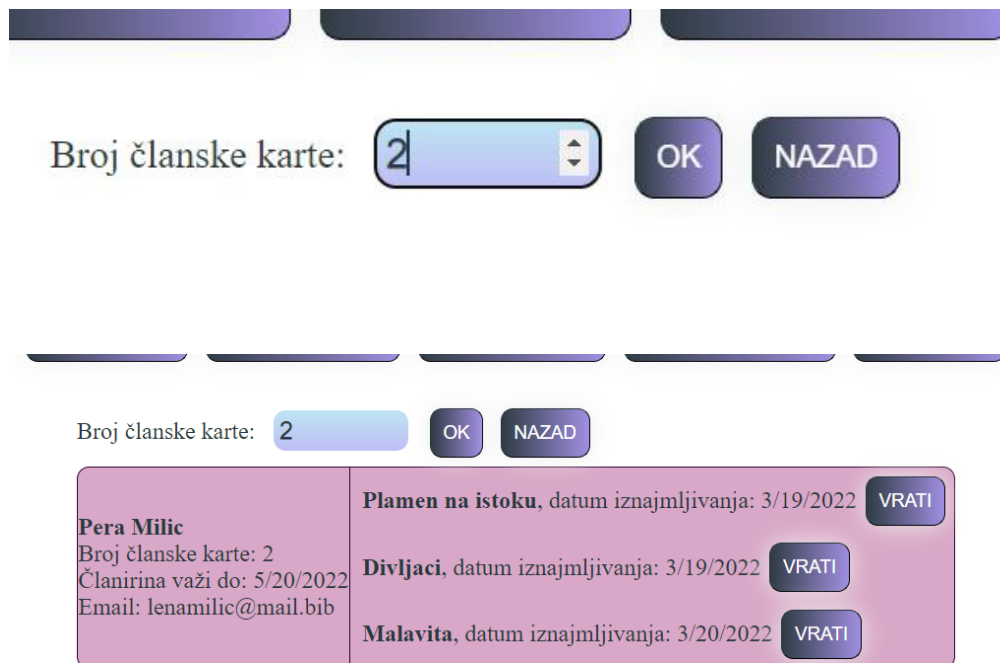 Broj članske karte: 2 OK NAZAD
Broj članske karte: 2 OK NAZAD
Pera Milic
Broj članske karte: 2
Članirina važi do: 5/20/2022
Email: lenamilic@mail.bib
Plamen na istoku, datum iznajmljivanja: 3/19/2022 VRATI
Divljaci, datum iznajmljivanja: 3/19/2022 VRATI
Malavita, datum iznajmljivanja: 3/20/2022 VRATI